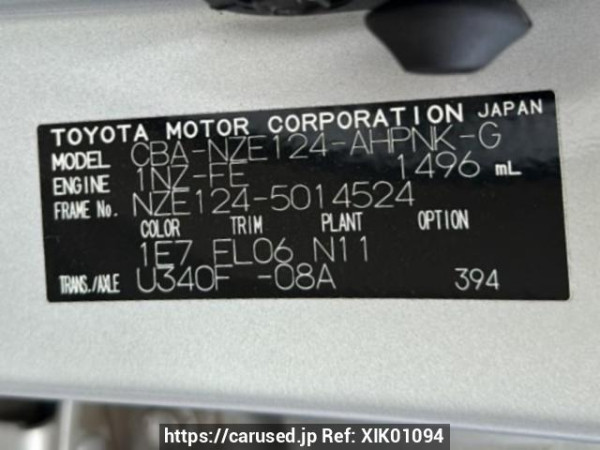 TOYOTA MOTOR CORPORATION JAPAN
MODEL CBA-NZE124-AHPNK-G
ENGINE 1NZ-FE 1496 mL
FRAME No. NZE124-5014524
COLOR TRIM PLANT OPTION
1E7 FL06 N11
TRANS./AXLE U340F -08A 394
https://carused.jp Ref: XIK01094